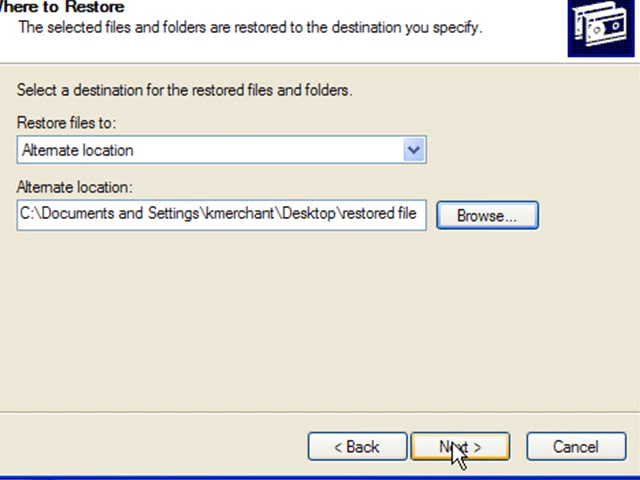 Where to Restore
The selected files and folders are restored to the destination you specify.
Select a destination for the restored files and folders.
Restore files to:
Alternate location
Alternate location:
C:\Documents and Settings\kmerchant\Desktop\restored file
Browse...
< Back
Next >
Cancel